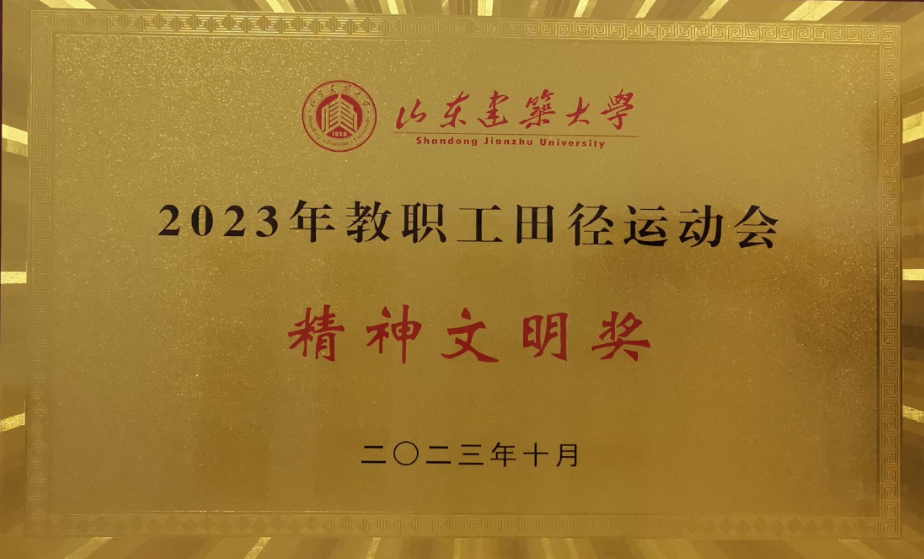 山东建筑大学
Shandong Jianzhu University
1956
2023年教职工田径运动会
精神文明奖
二〇二三年十月